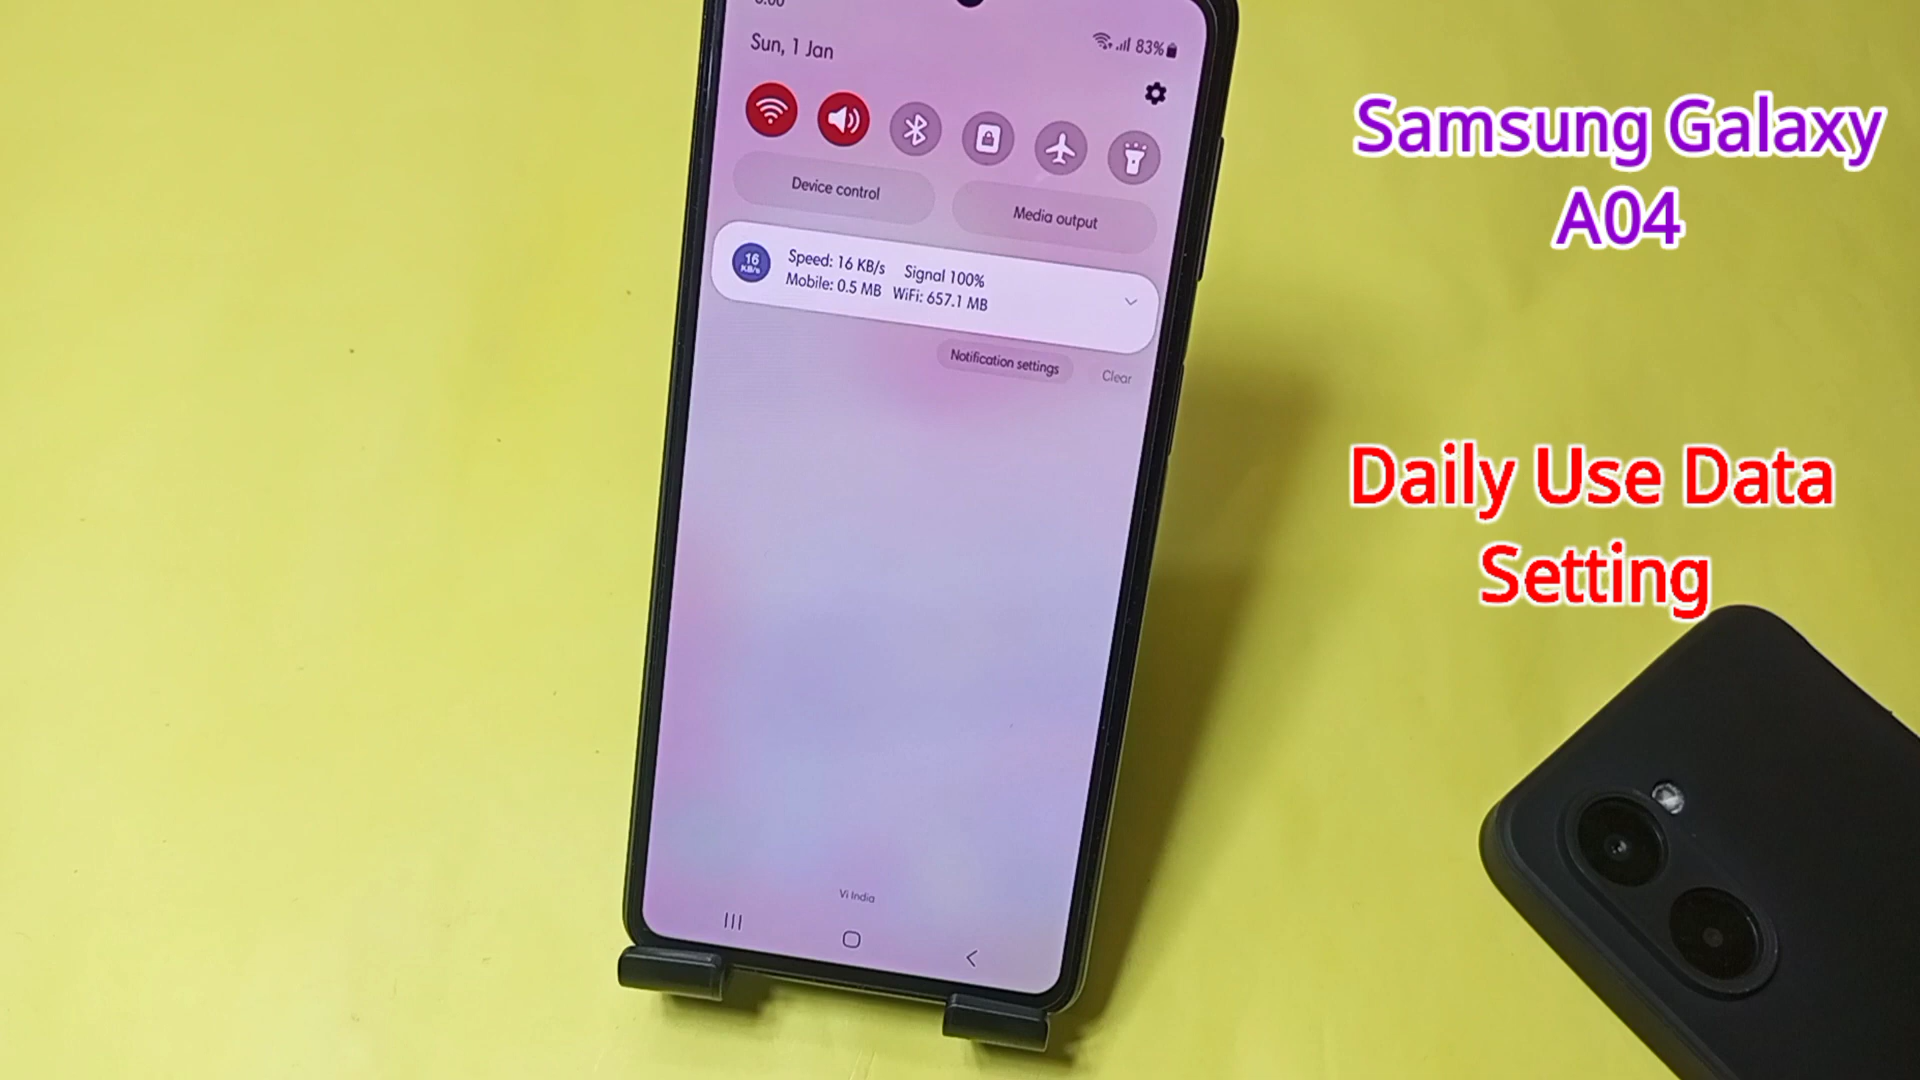 Sun, 1 Jan
83%
Device control
Media output
16
KB/s
Speed: 16 KB/s Signal 100%
Mobile: 0.5 MB WiFi: 657.1 MB
Notification settings
Clear
Vi India
Samsung Galaxy
A04
Daily Use Data
Setting